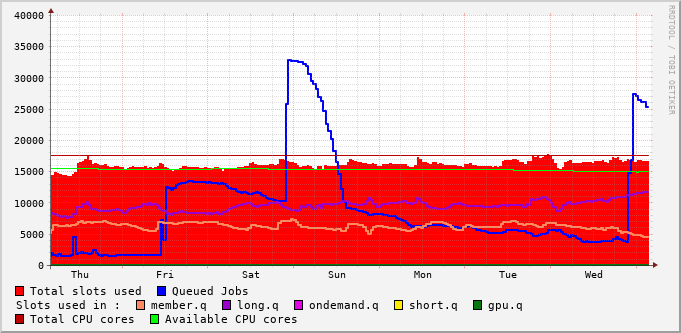 40000
35000
30000
25000
20000
15000
10000
5000
0
Thu Fri Sat Sun Mon Tue Wed
RRDTOOL / TOBI OETIKER
Total slots used Queued Jobs
Slots used in : member.q long.q ondemand.q short.q gpu.q
Total CPU cores Available CPU cores